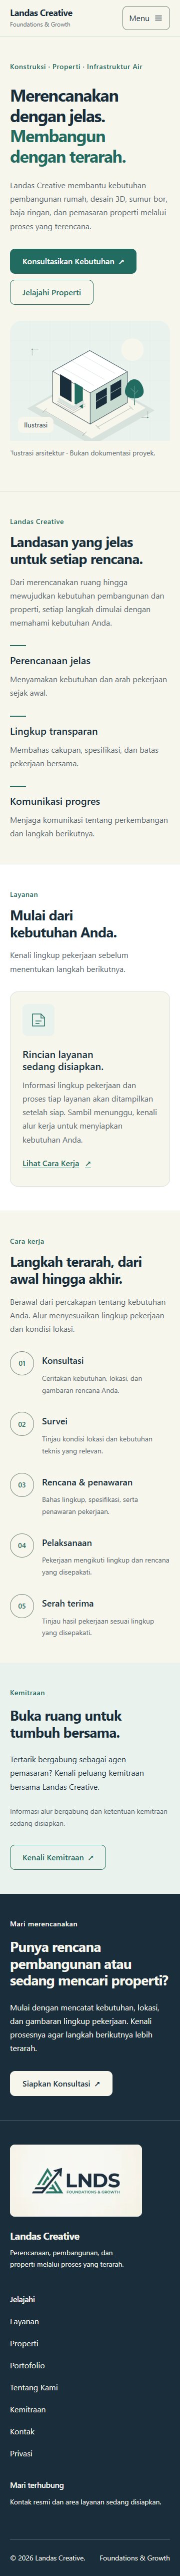 Landas Creative
Foundations & Growth
Menu
Konstruksi · Properti · Infrastruktur Air
Merencanakan
dengan jelas.
Membangun
dengan terarah.
Landas Creative membantu kebutuhan
pembangunan rumah, desain 3D, sumur bor,
baja ringan, dan pemasaran properti melalui
proses yang terencana.
Konsultasikan Kebutuhan ↗
Jelajahi Properti
Ilustrasi
Ilustrasi arsitektur · Bukan dokumentasi proyek.
Landas Creative
Landasan yang jelas
untuk setiap rencana.
Dari merencanakan ruang hingga
mewujudkan kebutuhan pembangunan dan
properti, setiap langkah dimulai dengan
memahami kebutuhan Anda.
Perencanaan jelas
Menyamakan kebutuhan dan arah pekerjaan
sejak awal.
Lingkup transparan
Membahas cakupan, spesifikasi, dan batas
pekerjaan bersama.
Komunikasi progres
Menjaga komunikasi tentang perkembangan
dan langkah berikutnya.
Layanan
Mulai dari
kebutuhan Anda.
Kenali lingkup pekerjaan sebelum
menentukan langkah berikutnya.
Rincian layanan
sedang disiapkan.
Informasi lingkup pekerjaan dan
proses tiap layanan akan ditampilkan
setelah siap. Sambil menunggu, kenali
alur kerja untuk menyiapkan
kebutuhan Anda.
Lihat Cara Kerja ↗
Cara kerja
Langkah terarah, dari
awal hingga akhir.
Berawal dari percakapan tentang kebutuhan
Anda. Alur menyesuaikan lingkup pekerjaan
dan kondisi lokasi.
01
Konsultasi
Ceritakan kebutuhan, lokasi, dan
gambaran rencana Anda.
02
Survei
Tinjau kondisi lokasi dan kebutuhan
teknis yang relevan.
03
Rencana & penawaran
Bahas lingkup, spesifikasi, serta
penawaran pekerjaan.
04
Pelaksanaan
Pekerjaan mengikuti lingkup dan rencana
yang disepakati.
05
Serah terima
Tinjau hasil pekerjaan sesuai lingkup
yang disepakati.
Kemitraan
Buka ruang untuk
tumbuh bersama.
Tertarik bergabung sebagai agen
pemasaran? Kenali peluang kemitraan
bersama Landas Creative.
Informasi alur bergabung dan ketentuan kemitraan
sedang disiapkan.
Kenali Kemitraan ↗
Mari merencanakan
Punya rencana
pembangunan atau
sedang mencari properti?
Mulai dengan mencatat kebutuhan, lokasi,
dan gambaran lingkup pekerjaan. Kenali
prosesnya agar langkah berikutnya lebih
terarah.
Siapkan Konsultasi ↗
LNDS
FOUNDATIONS & GROWTH
Landas Creative
Perencanaan, pembangunan, dan
properti melalui proses yang terarah.
Jelajahi
Layanan
Properti
Portofolio
Tentang Kami
Kemitraan
Kontak
Privasi
Mari terhubung
Kontak resmi dan area layanan sedang disiapkan.
© 2026 Landas Creative.
Foundations & Growth